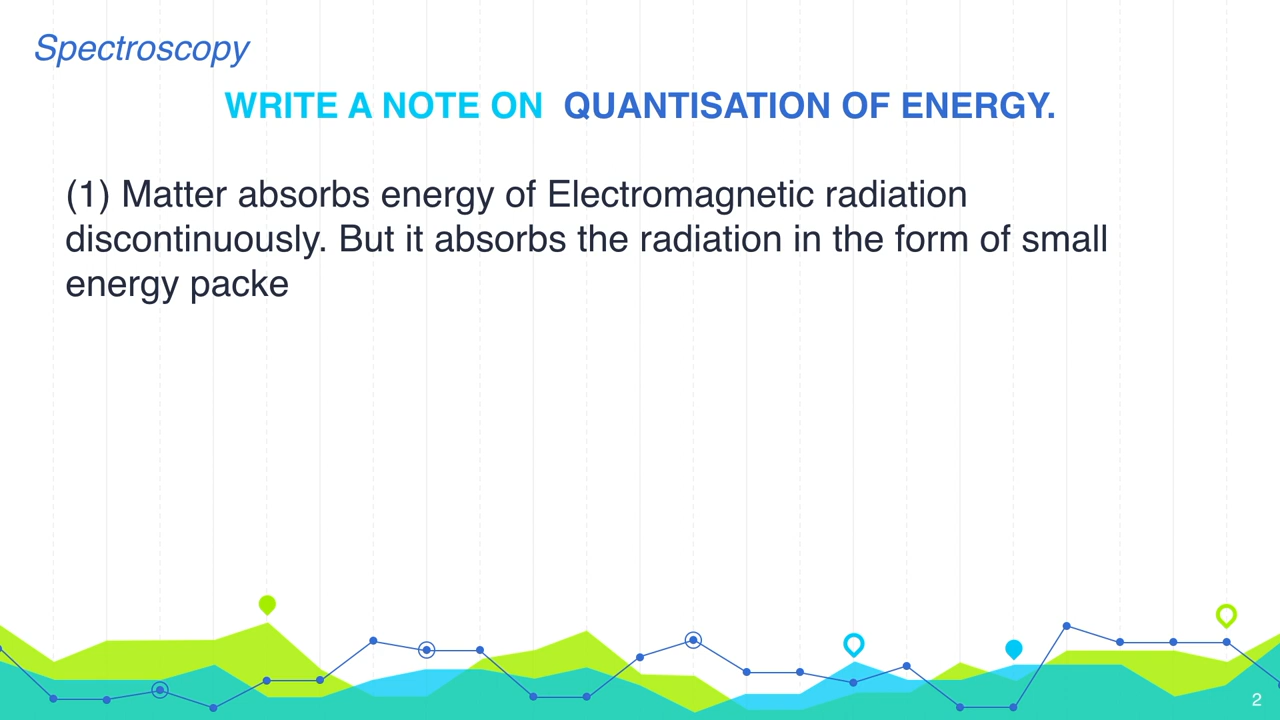 Spectroscopy
WRITE A NOTE ON QUANTISATION OF ENERGY.
(1) Matter absorbs energy of Electromagnetic radiation
discontinuously. But it absorbs the radiation in the form of small
energy packe
2